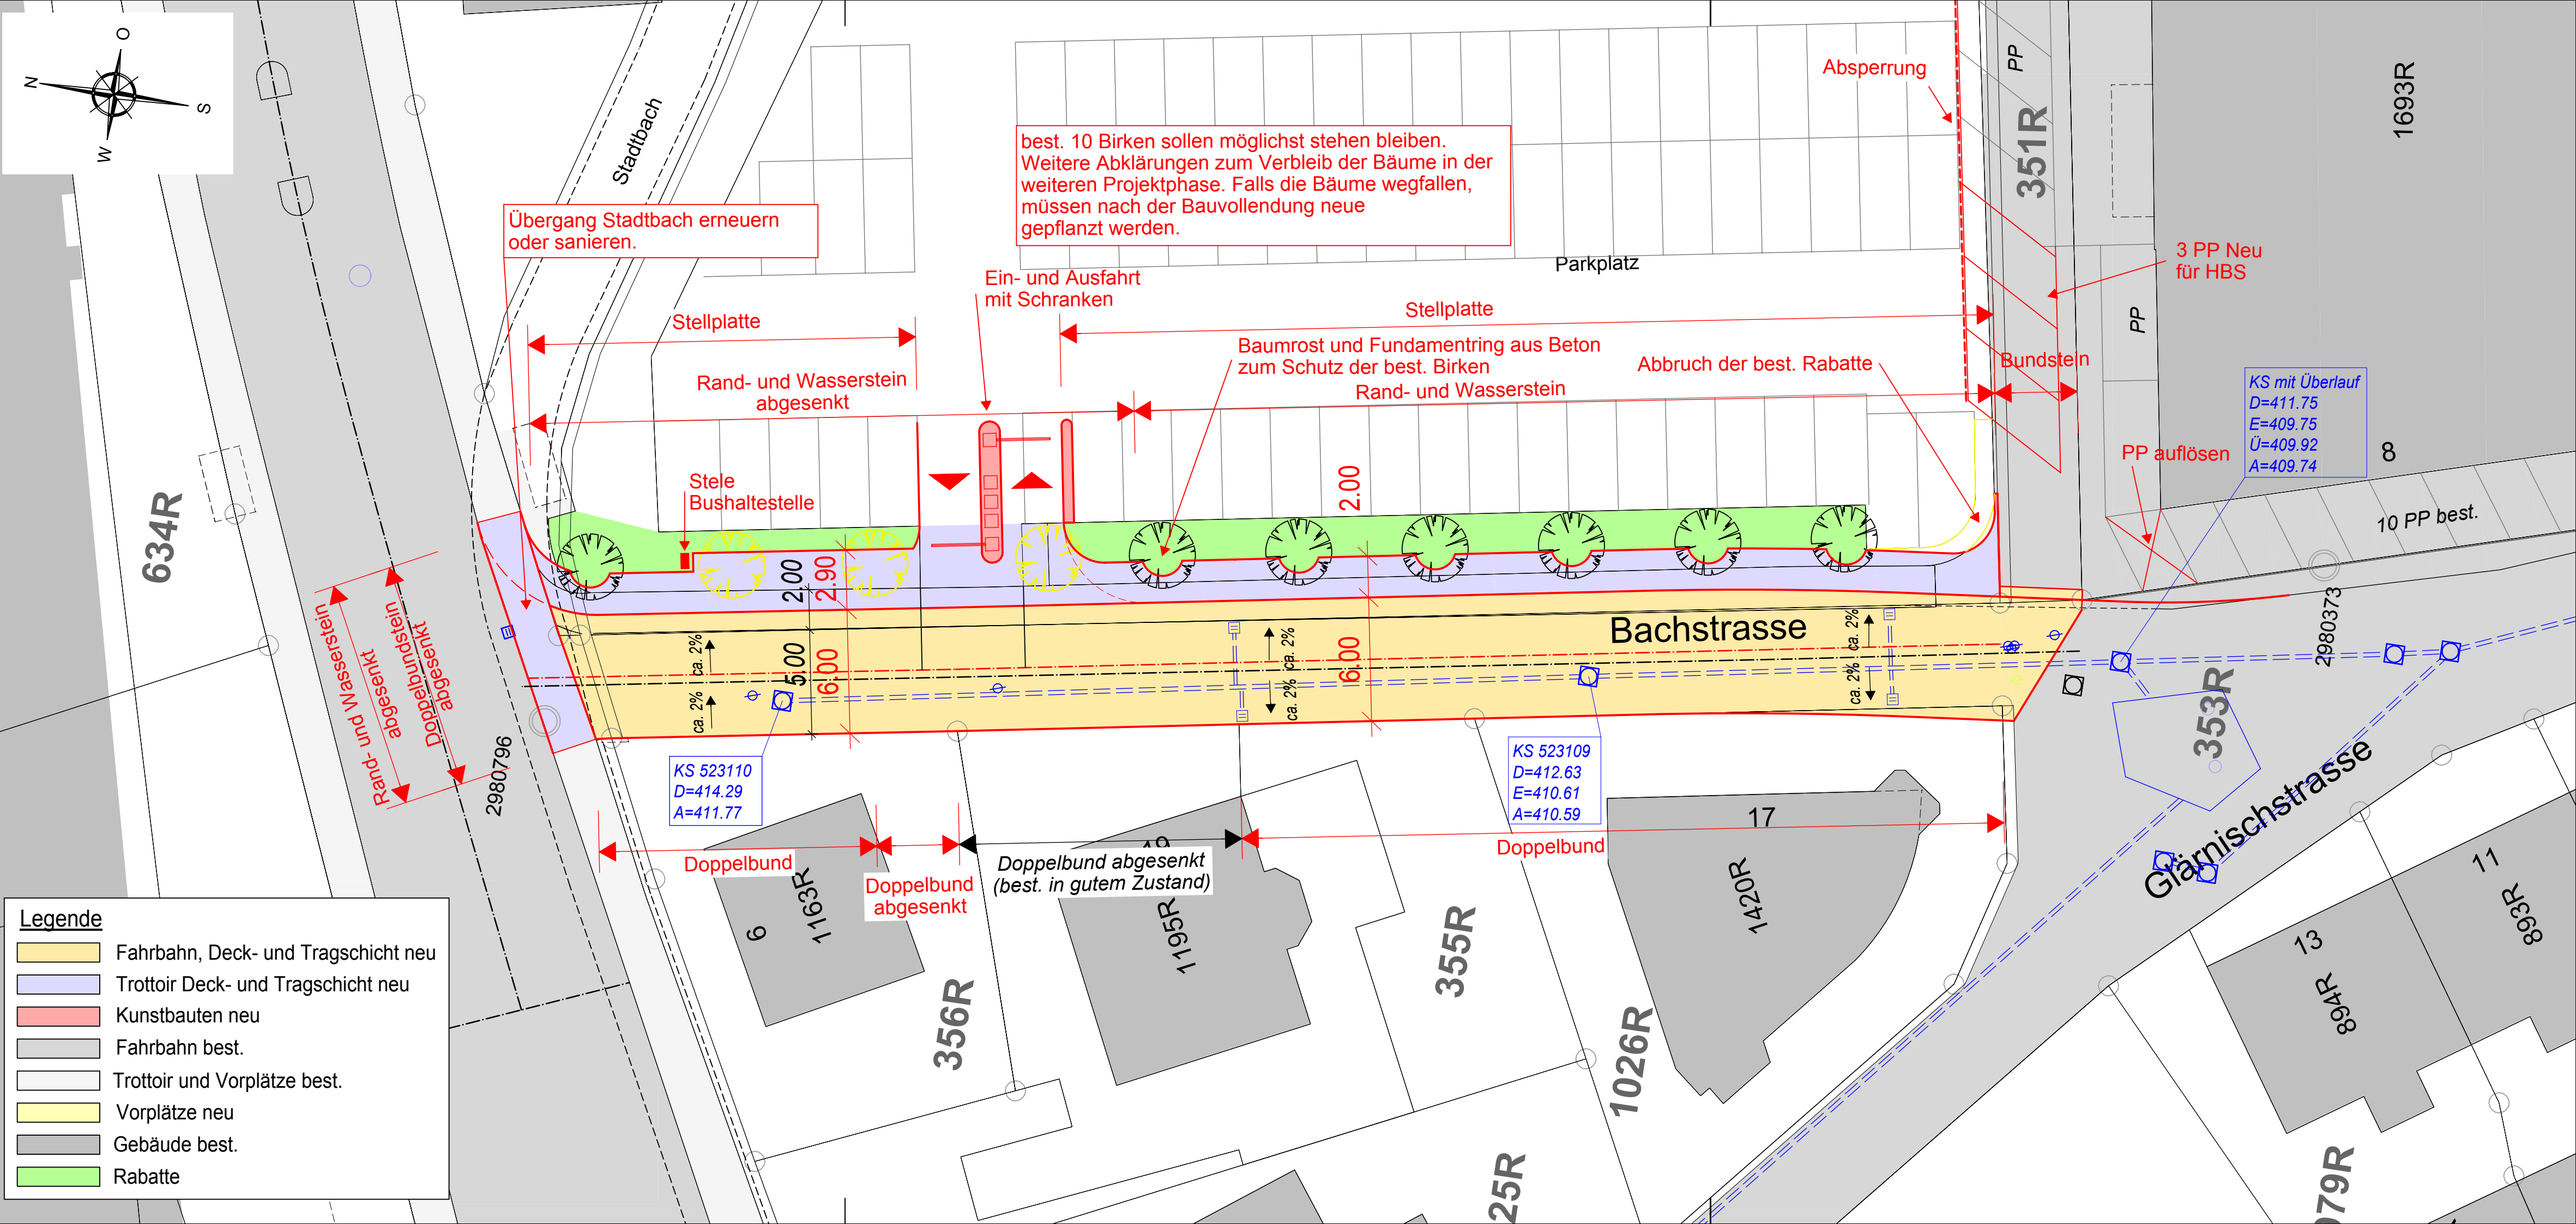 N
O
S
W
Stadtbach
Absperrung
PP
351R
1693R
best. 10 Birken sollen möglichst stehen bleiben.
Weitere Abklärungen zum Verbleib der Bäume in der
weiteren Projektphase. Falls die Bäume wegfallen,
müssen nach der Bauvollendung neue
gepflanzt werden.
Übergang Stadtbach erneuern
oder sanieren.
Ein- und Ausfahrt
mit Schranken
Parkplatz
3 PP Neu
für HBS
PP
Stellplatte
Stellplatte
Baumrost und Fundamentring aus Beton
zum Schutz der best. Birken
Abbruch der best. Rabatte
Bundstein
Rand- und Wasserstein
abgesenkt
Rand- und Wasserstein
KS mit Überlauf
D=411.75
E=409.75
Ü=409.92
A=409.74
8
PP auflösen
10 PP best.
Stele
Bushaltestelle
2.00
634R
2.00
2.90
Rand- und Wasserstein
abgesenkt
Doppelbundstein
abgesenkt
Bachstrasse
ca. 2%
ca. 2%
ca. 2%
ca. 2%
ca. 2%
ca. 2%
5.00
6.00
6.00
2980373
353R
2980796
Glärnischstrasse
KS 523110
D=414.29
A=411.77
KS 523109
D=412.63
E=410.61
A=410.59
17
Doppelbund
Doppelbund
abgesenkt
19
Doppelbund abgesenkt
(best. in gutem Zustand)
Doppelbund
1163R
1195R
1420R
355R
356R
1026R
11
893R
13
894R
25R
979R
Legende
Fahrbahn, Deck- und Tragschicht neu
Trottoir Deck- und Tragschicht neu
Kunstbauten neu
Fahrbahn best.
Trottoir und Vorplätze best.
Vorplätze neu
Gebäude best.
Rabatte